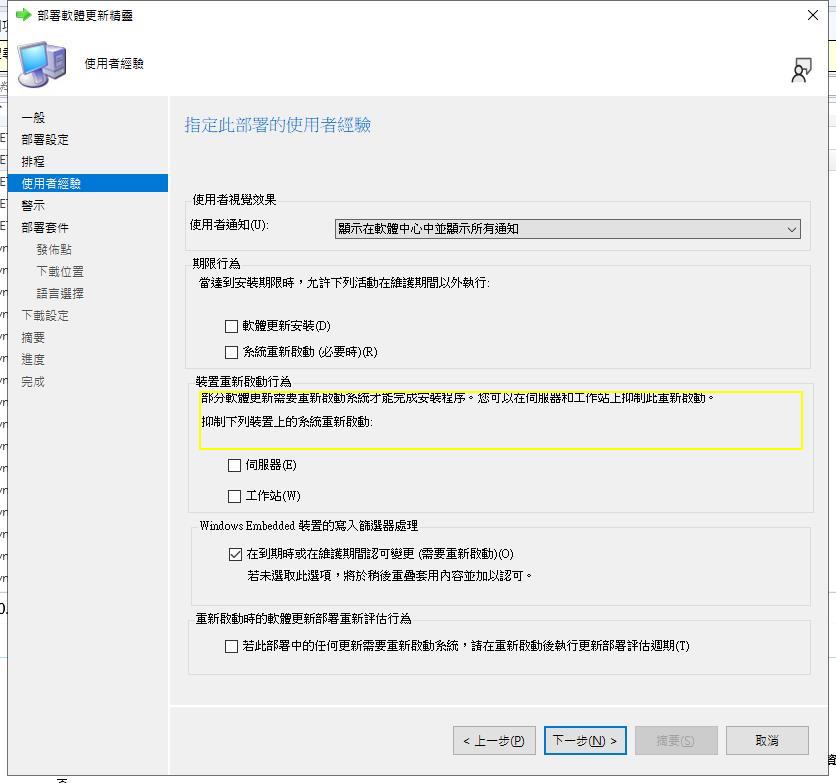 部署軟體更新精靈
使用者經驗
一般
部署設定
排程
使用者經驗
警示
部署套件
發佈點
下載位置
語言選擇
下載設定
摘要
進度
完成
指定此部署的使用者經驗
使用者視覺效果
使用者通知(U):
顯示在軟體中心中並顯示所有通知
期限行為
當達到安裝期限時，允許下列活動在維護期間以外執行:
軟體更新安裝(D)
系統重新啟動 (必要時)(R)
裝置重新啟動行為
部分軟體更新需要重新啟動系統才能完成安裝程序。您可以在伺服器和工作站上抑制此重新啟動。
抑制下列裝置上的系統重新啟動:
伺服器(E)
工作站(W)
Windows Embedded 裝置的寫入篩選器處理
在到期時或在維護期間認可變更 (需要重新啟動)(O)
若未選取此選項，將於稍後重疊套用內容並加以認可。
重新啟動時的軟體更新部署重新評估行為
若此部署中的任何更新需要重新啟動系統，請在重新啟動後執行更新部署評估週期(T)
< 上一步(P)
下一步(N) >
摘要(S)
取消